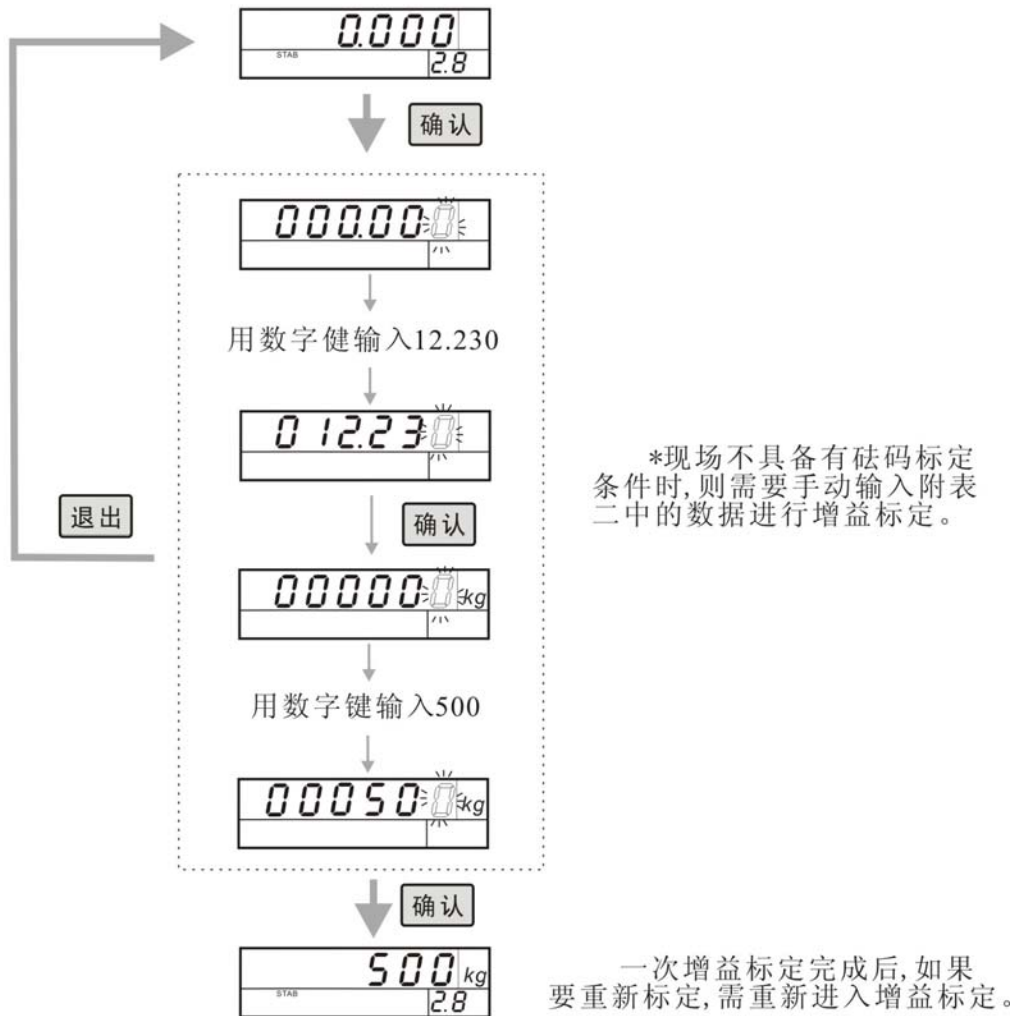 0.000
STAB
2.8
确认
000.000
用数字健输入12.230
012.230
确认
000000 kg
用数字键输入500
000500 kg
退出
*现场不具备有砝码标定
条件时,则需要手动输入附表
二中的数据进行增益标定。
确认
500 kg
STAB
2.8
一次增益标定完成后,如果
要重新标定,需重新进入增益标定。